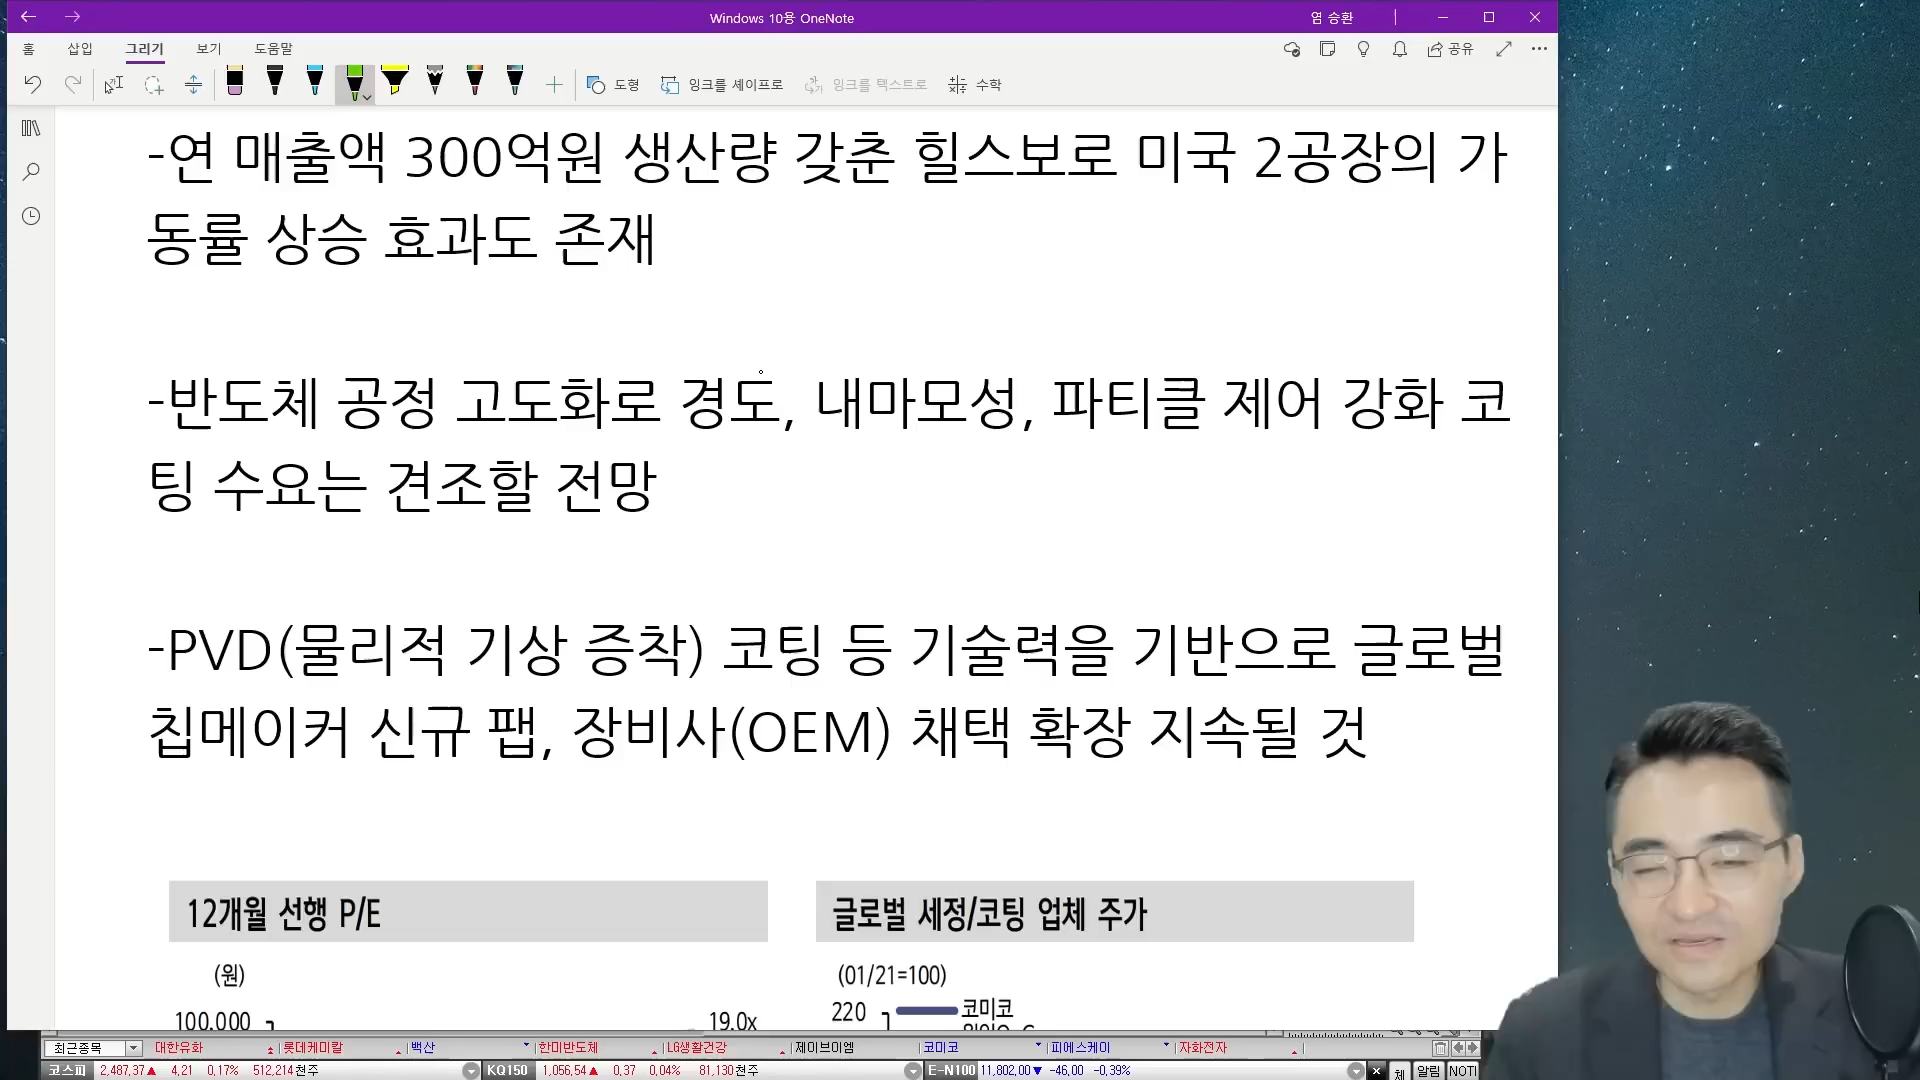 Windows 10용 OneNote
염 승환
홈 삽입 그리기 보기 도움말
공유
도형 잉크를 셰이프로 잉크를 텍스트로 수학
-연 매출액 300억원 생산량 갖춘 힐스보로 미국 2공장의 가
동률 상승 효과도 존재
-반도체 공정 고도화로 경도, 내마모성, 파티클 제어 강화 코
팅 수요는 견조할 전망
-PVD(물리적 기상 증착) 코팅 등 기술력을 기반으로 글로벌
칩메이커 신규 팹, 장비사(OEM) 채택 확장 지속될 것
12개월 선행 P/E
글로벌 세정/코팅 업체 주가
(원)
(01/21=100)
100,000
19.0x
220
코미코
최근종목 대한유화 롯데케미칼 백산 한미반도체 LG생활건강 제이브이엠 코미코 피에스케이 자화전자
코스피 2,487,37▲ 4,21 0,17% 512,214천주 KQ150 1,056,54▲ 0,37 0,04% 81,130천주 E-N100 11,802,00▼ -46,00 -0,39% 체 알림 NOTI